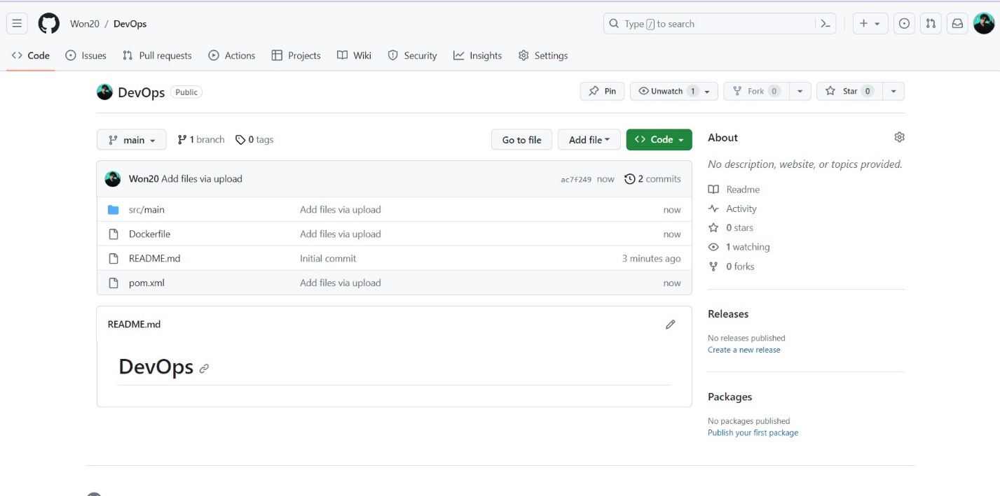 Won20 / DevOps
Type / to search
Code Issues Pull requests Actions Projects Wiki Security Insights Settings
DevOps Public
Pin Unwatch 1 Fork 0 Star 0
main 1 branch 0 tags Go to file Add file Code
Won20 Add files via upload ac7f249 now 2 commits
src/main Add files via upload now
Dockerfile Add files via upload now
README.md Initial commit 3 minutes ago
pom.xml Add files via upload now
README.md
DevOps
About
No description, website, or topics provided.
Readme
Activity
0 stars
1 watching
0 forks
Releases
No releases published
Create a new release
Packages
No packages published
Publish your first package